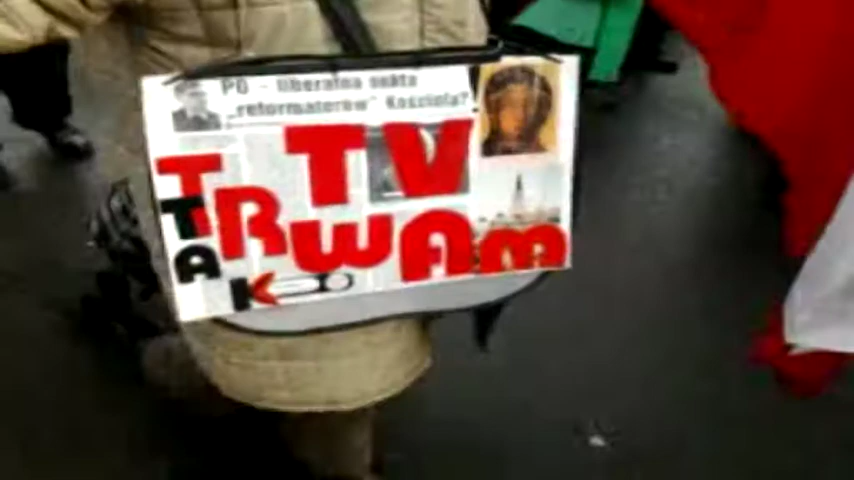 PO - liberalna sekta
„reformatorów" Kościoła?
TV
TRWAM
TAK